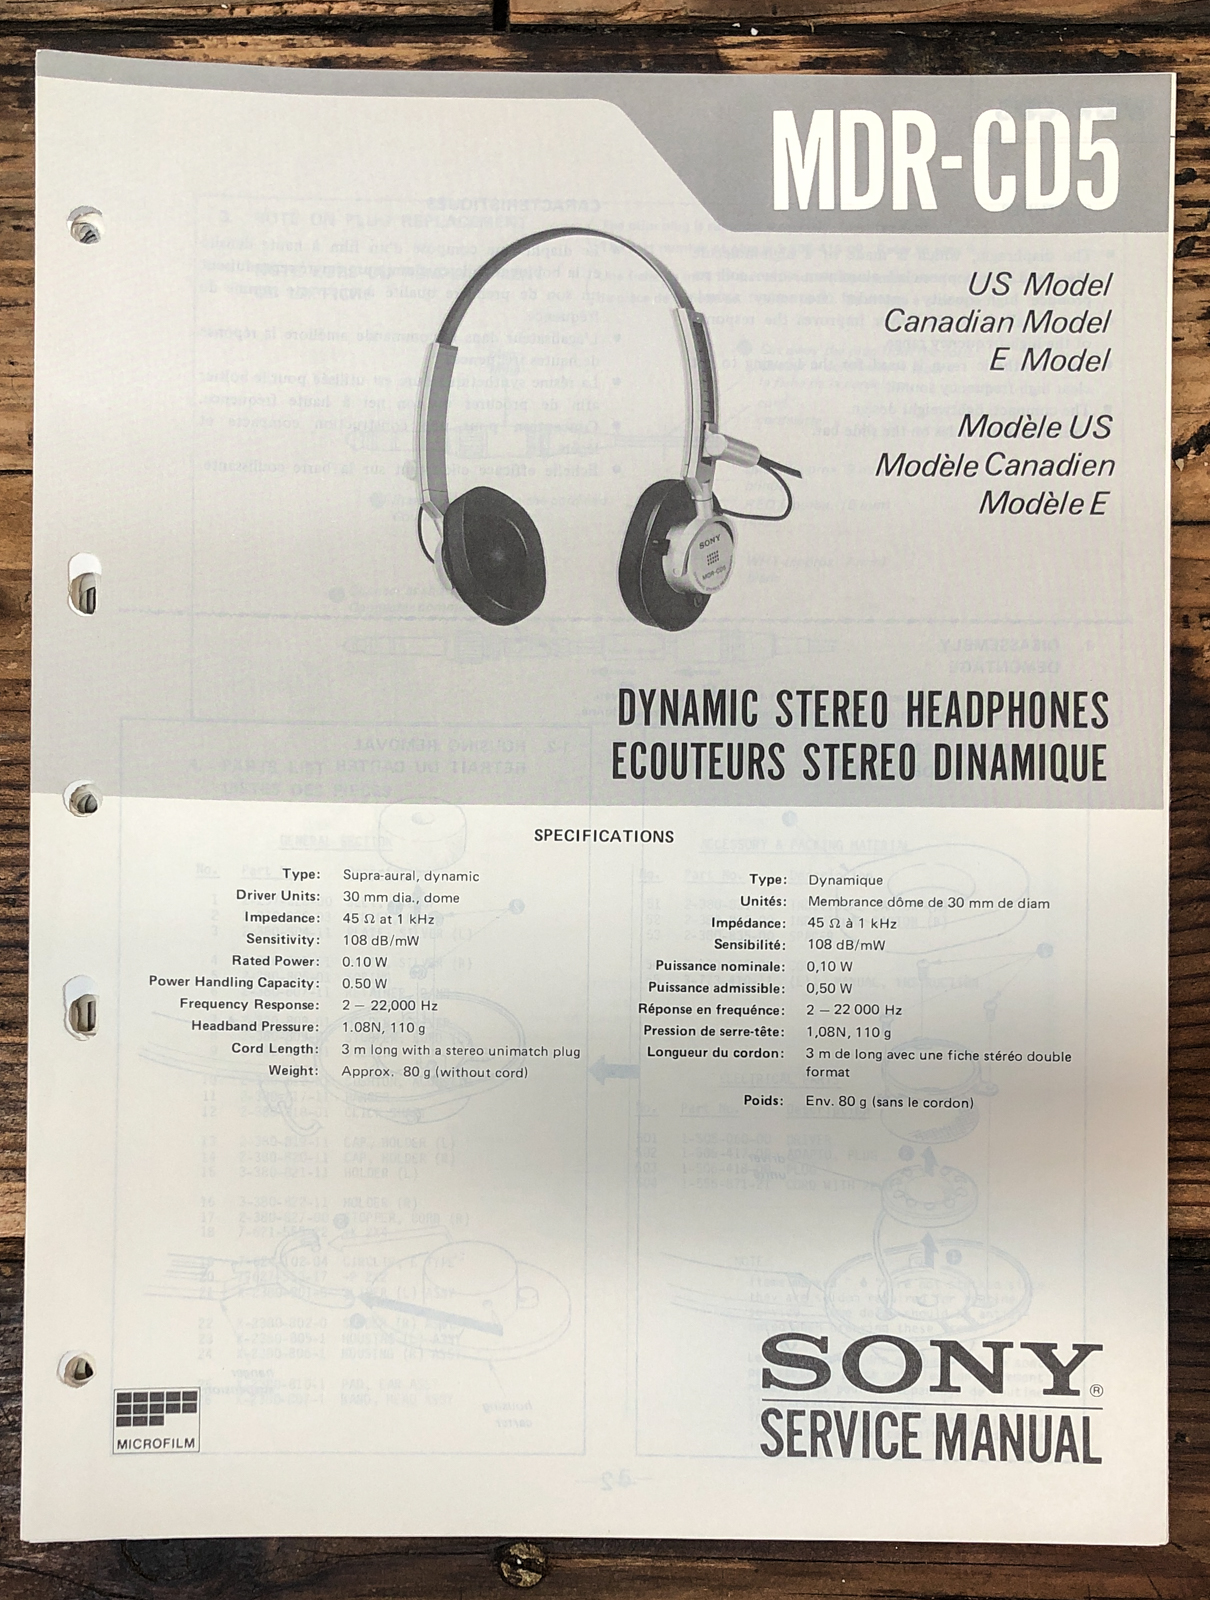 MDR-CD5
US Model
Canadian Model
E Model
Modèle US
Modèle Canadien
Modèle E
SONY
MDR-CD5
DYNAMIC STEREO HEADPHONES
ECOUTEURS STEREO DINAMIQUE
SPECIFICATIONS
Type: Supra-aural, dynamic
Driver Units: 30 mm dia., dome
Impedance: 45 Ω at 1 kHz
Sensitivity: 108 dB/mW
Rated Power: 0.10 W
Power Handling Capacity: 0.50 W
Frequency Response: 2 – 22,000 Hz
Headband Pressure: 1.08N, 110 g
Cord Length: 3 m long with a stereo unimatch plug
Weight: Approx. 80 g (without cord)
Type: Dynamique
Unités: Membrance dôme de 30 mm de diam
Impédance: 45 Ω à 1 kHz
Sensibilité: 108 dB/mW
Puissance nominale: 0,10 W
Puissance admissible: 0,50 W
Réponse en frequénce: 2 – 22 000 Hz
Pression de serre-tête: 1,08N, 110 g
Longueur du cordon: 3 m de long avec une fiche stéréo double
format
Poids: Env. 80 g (sans le cordon)
MICROFILM
SONY®
SERVICE MANUAL